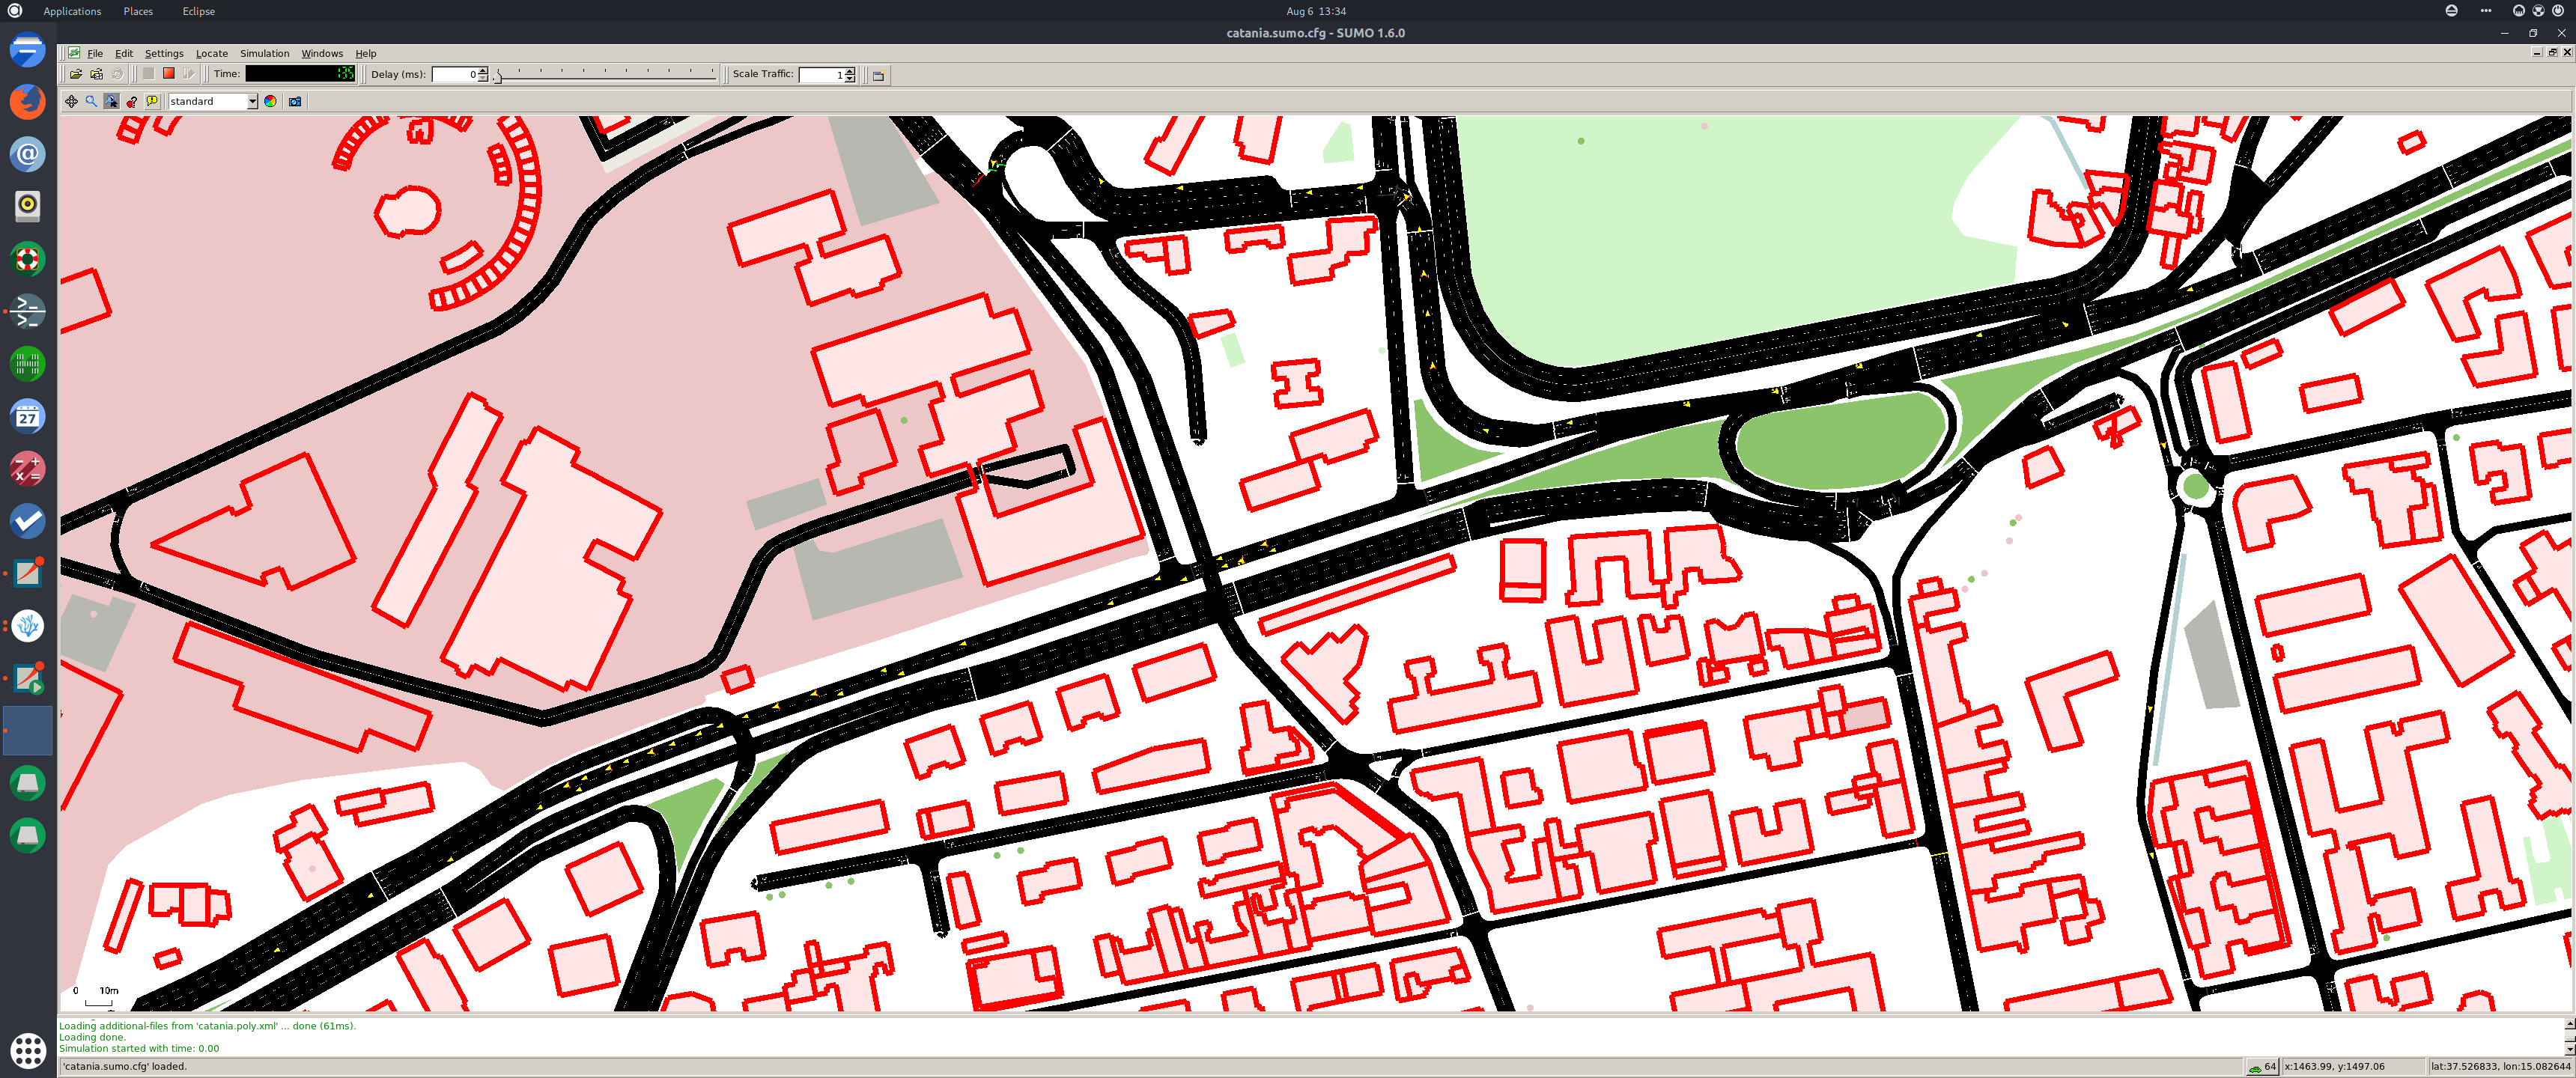 Applications Places Eclipse Aug 6 13:34
catania.sumo.cfg - SUMO 1.6.0
File Edit Settings Locate Simulation Windows Help
Time: 135 Delay (ms): 0 Scale Traffic: 1
standard
27
0 10m
Loading additional-files from 'catania.poly.xml' ... done (61ms).
Loading done.
Simulation started with time: 0.00
'catania.sumo.cfg' loaded. 64 x:1463.99, y:1497.06 lat:37.526833, lon:15.082644